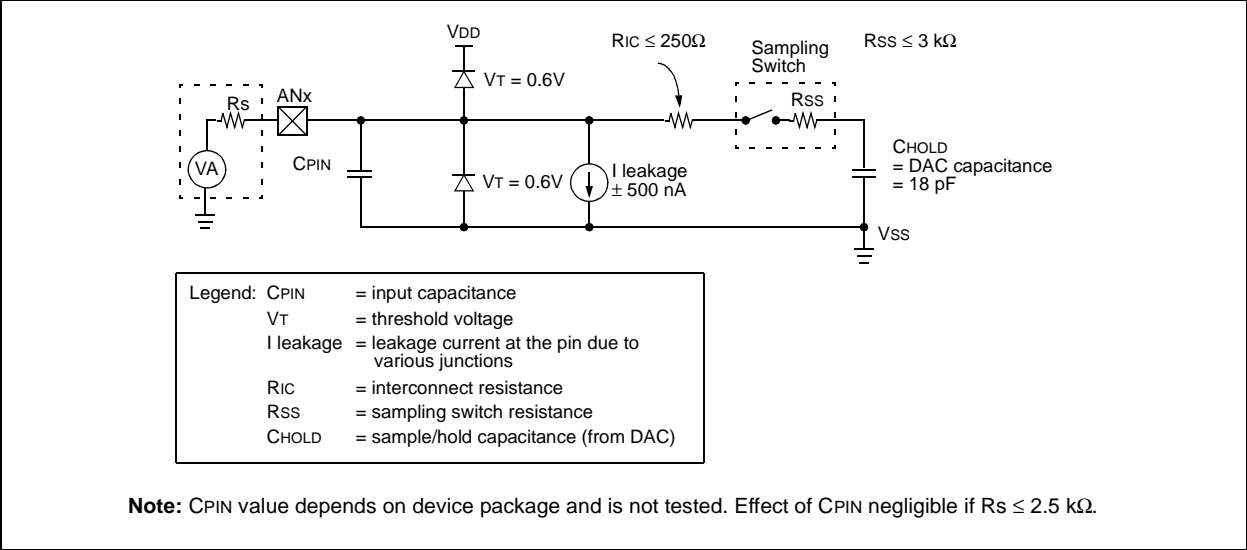 VDD
RIC ≤ 250Ω
Sampling
Switch
RSS ≤ 3 kΩ
VT = 0.6V
Rs
ANx
RSS
CPIN
VA
VT = 0.6V
I leakage
± 500 nA
CHOLD
= DAC capacitance
= 18 pF
VSS
Legend: CPIN = input capacitance
VT = threshold voltage
I leakage = leakage current at the pin due to
various junctions
RIC = interconnect resistance
RSS = sampling switch resistance
CHOLD = sample/hold capacitance (from DAC)
Note: CPIN value depends on device package and is not tested. Effect of CPIN negligible if Rs ≤ 2.5 kΩ.